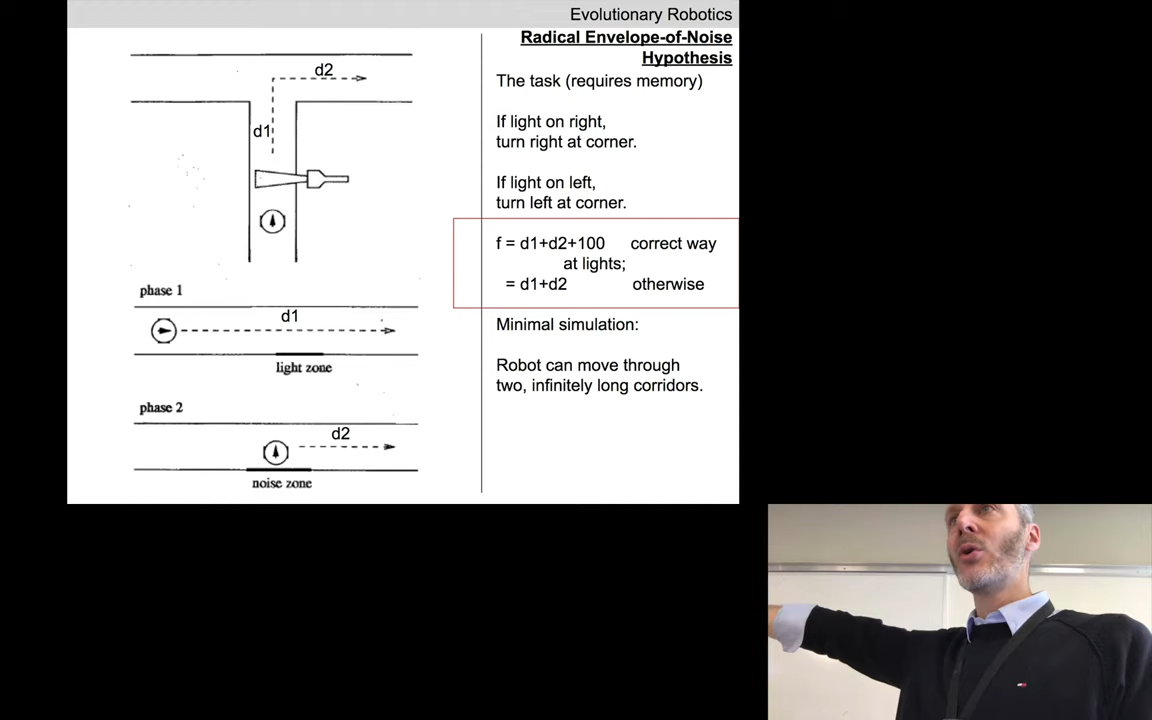 Evolutionary Robotics
Radical Envelope-of-Noise
Hypothesis
d2
d1
The task (requires memory)
If light on right,
turn right at corner.
If light on left,
turn left at corner.
f = d1+d2+100 correct way
at lights;
= d1+d2 otherwise
phase 1
d1
light zone
Minimal simulation:
Robot can move through
two, infinitely long corridors.
phase 2
d2
noise zone